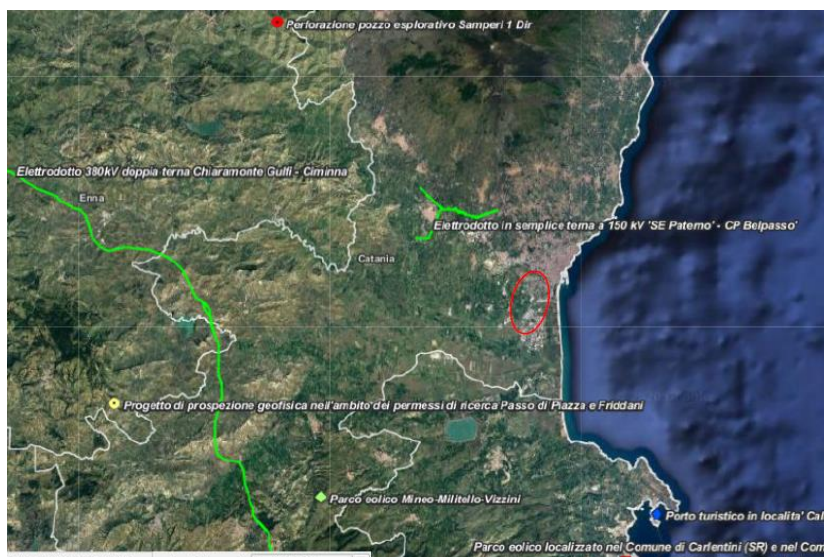 Perforazione pozzo esplorativo Samperi 1 Dir
Elettrodotto 380kV doppia terna Chiaramonte Gulfi - Ciminna
Enna
Elettrodotto in semplice terna a 150 kV 'SE Paterno' - CP Belpasso'
Catania
Progetto di prospezione geofisica nell'ambito dei permessi di ricerca Passo di Piazza e Friddani
Parco eolico Mineo-Militello-Vizzini
Porto turistico in localita' Cal
Parco eolico localizzato nel Comune di Carlentini (SR) e nel Com